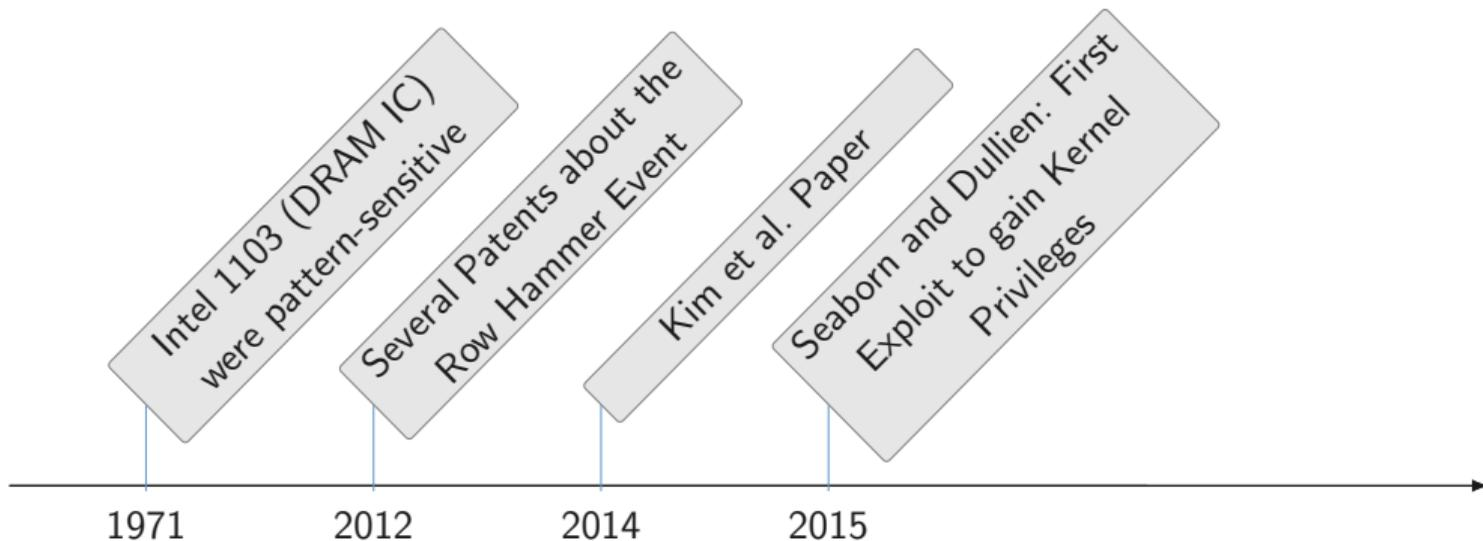 Intel 1103 (DRAM IC)
were pattern-sensitive
Several Patents about the
Row Hammer Event
Kim et al. Paper
Seaborn and Dullien: First
Exploit to gain Kernel
Privileges
1971
2012
2014
2015